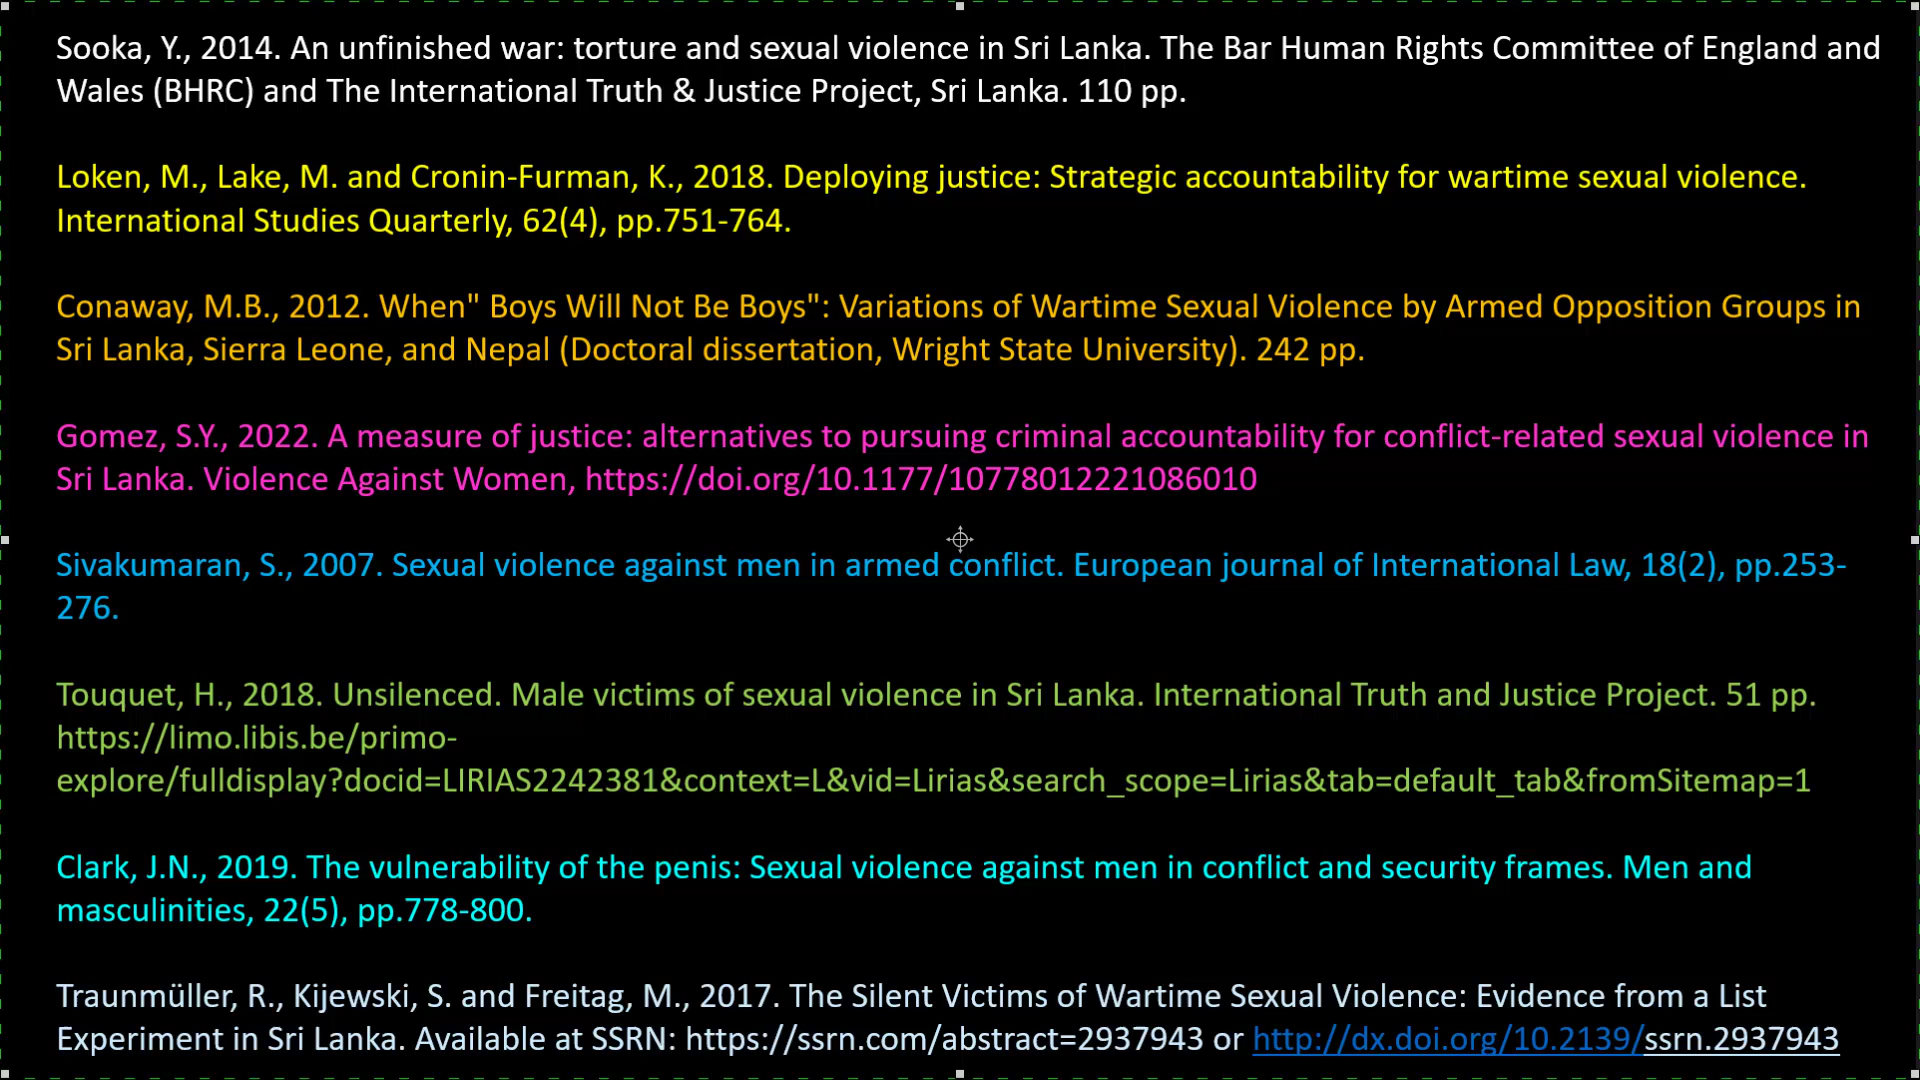 Sooka, Y., 2014. An unfinished war: torture and sexual violence in Sri Lanka. The Bar Human Rights Committee of England and
Wales (BHRC) and The International Truth & Justice Project, Sri Lanka. 110 pp.
Loken, M., Lake, M. and Cronin-Furman, K., 2018. Deploying justice: Strategic accountability for wartime sexual violence.
International Studies Quarterly, 62(4), pp.751-764.
Conaway, M.B., 2012. When" Boys Will Not Be Boys": Variations of Wartime Sexual Violence by Armed Opposition Groups in
Sri Lanka, Sierra Leone, and Nepal (Doctoral dissertation, Wright State University). 242 pp.
Gomez, S.Y., 2022. A measure of justice: alternatives to pursuing criminal accountability for conflict-related sexual violence in
Sri Lanka. Violence Against Women, https://doi.org/10.1177/10778012221086010
Sivakumaran, S., 2007. Sexual violence against men in armed conflict. European journal of International Law, 18(2), pp.253-
276.
Touquet, H., 2018. Unsilenced. Male victims of sexual violence in Sri Lanka. International Truth and Justice Project. 51 pp.
https://limo.libis.be/primo-
explore/fulldisplay?docid=LIRIAS2242381&context=L&vid=Lirias&search_scope=Lirias&tab=default_tab&fromSitemap=1
Clark, J.N., 2019. The vulnerability of the penis: Sexual violence against men in conflict and security frames. Men and
masculinities, 22(5), pp.778-800.
Traunmüller, R., Kijewski, S. and Freitag, M., 2017. The Silent Victims of Wartime Sexual Violence: Evidence from a List
Experiment in Sri Lanka. Available at SSRN: https://ssrn.com/abstract=2937943 or http://dx.doi.org/10.2139/ssrn.2937943